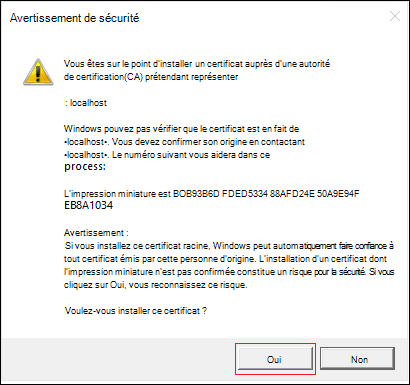 Avertissement de sécurité
Vous êtes sur le point d'installer un certificat auprès d'une autorité
de certification(CA) prétendant représenter
: localhost
Windows pouvez pas vérifier que le certificat est en fait de
•localhost•. Vous devez confirmer son origine en contactant
•localhost•. Le numéro suivant vous aidera dans ce
process:
L'impression miniature est BOB93B6D FDED5334 88AFD24E 50A9E94F
EB8A1034
Avertissement :
Si vous installez ce certificat racine, Windows peut automatiquement faire confiance à
tout certificat émis par cette personne d'origine. L'installation d'un certificat dont
l'impression miniature n'est pas confirmée constitue un risque pour la sécurité. Si vous
cliquez sur Oui, vous reconnaissez ce risque.
Voulez-vous installer ce certificat ?
Oui
Non